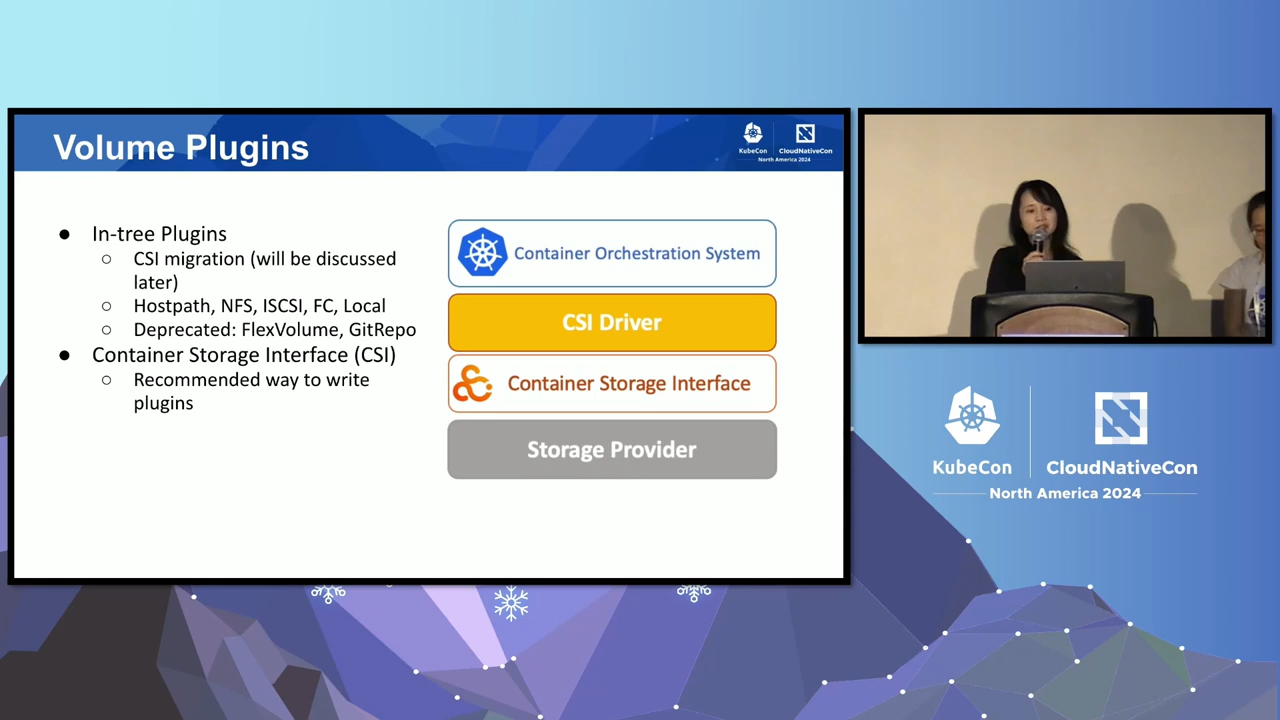 Volume Plugins
KubeCon
CloudNativeCon
North America 2024
● In-tree Plugins
○ CSI migration (will be discussed
later)
○ Hostpath, NFS, ISCSI, FC, Local
○ Deprecated: FlexVolume, GitRepo
● Container Storage Interface (CSI)
○ Recommended way to write
plugins
Container Orchestration System
CSI Driver
Container Storage Interface
Storage Provider
KubeCon
CloudNativeCon
North America 2024